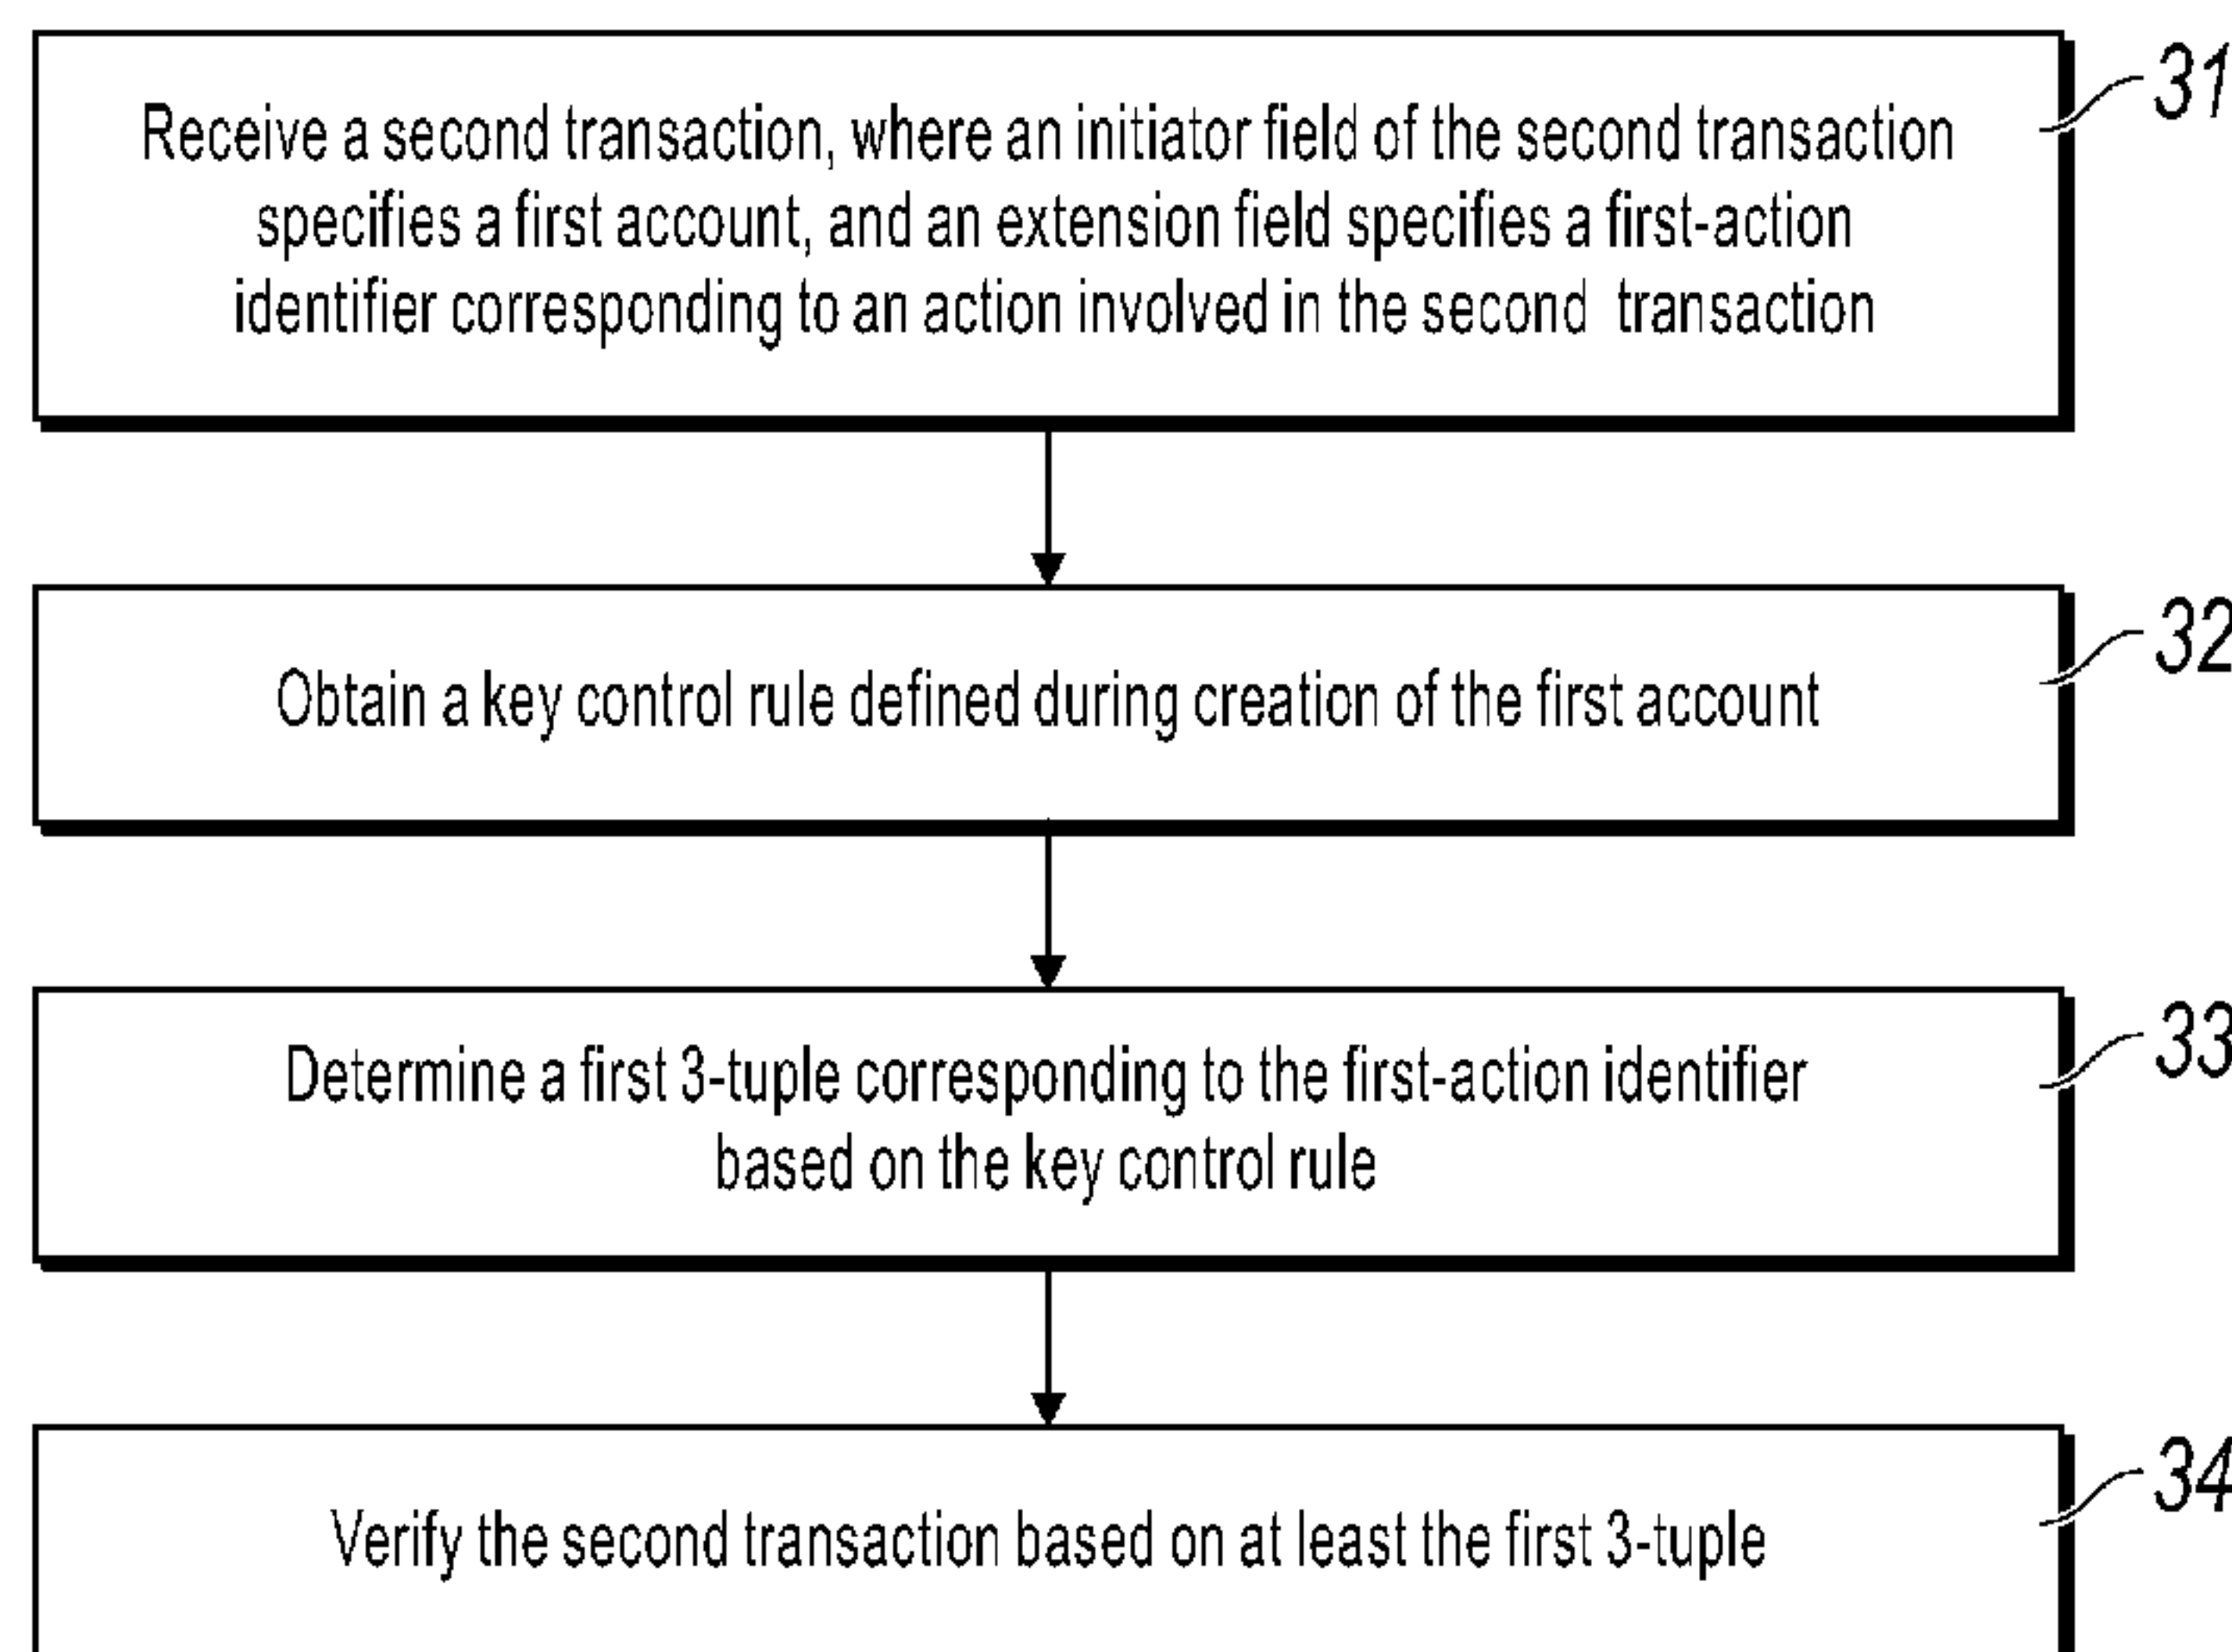 Receive a second transaction, where an initiator field of the second transaction
specifies a first account, and an extension field specifies a first-action
identifier corresponding to an action involved in the second transaction
31
Obtain a key control rule defined during creation of the first account
32
Determine a first 3-tuple corresponding to the first-action identifier
based on the key control rule
33
Verify the second transaction based on at least the first 3-tuple
34